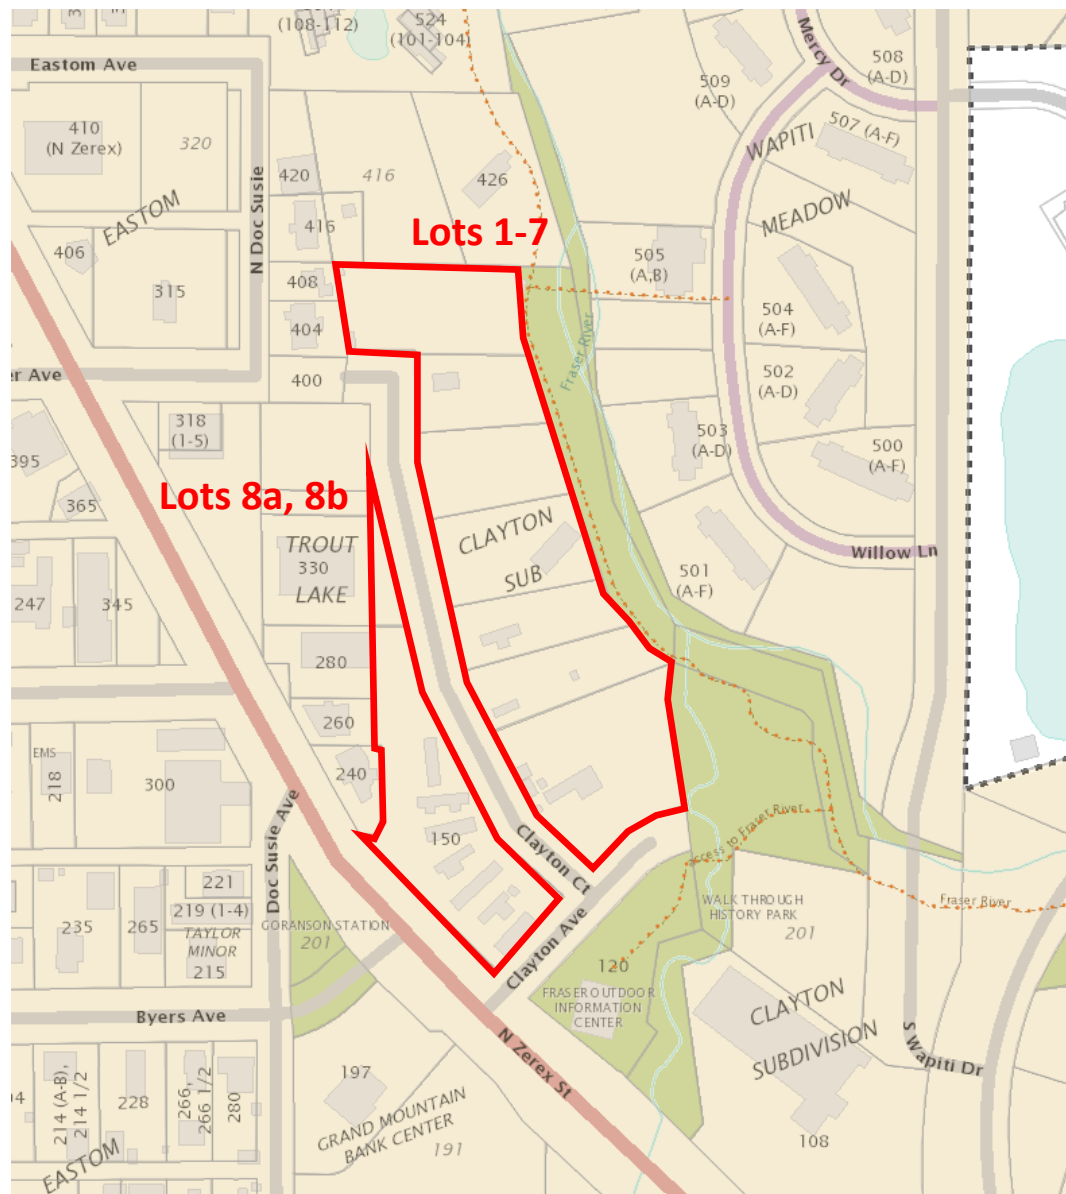 (108-112)
524
(101-104)
Eastom Ave
410
(N Zerex)
320
EASTOM
N Doc Susie
420
416
426
416
Lots 1-7
406
315
408
404
400
er Ave
318
(1-5)
395
365
Lots 8a, 8b
TROUT
330
LAKE
247
345
280
260
240
EMS
218
300
150
Doc Susie Ave
Clayton Ct
Clayton Ave
CLAYTON
SUB
Fraser River
Mercy Dr
509
(A-D)
508
(A-D)
507 (A-F)
WAPITI
MEADOW
505
(A,B)
504
(A-F)
502
(A-D)
503
(A-D)
500
(A-F)
501
(A-F)
Willow Ln
access to Fraser River
Fraser River
WALK THROUGH
HISTORY PARK
201
221
219 (1-4)
TAYLOR
MINOR
215
235
265
GORANSON STATION
201
120
FRASER OUTDOOR
INFORMATION
CENTER
CLAYTON
SUBDIVISION
S Wapiti Dr
108
Byers Ave
N Zerex St
197
GRAND MOUNTAIN
BANK CENTER
191
214 (A-B),
214 1/2
228
266,
266 1/2
280
EASTOM